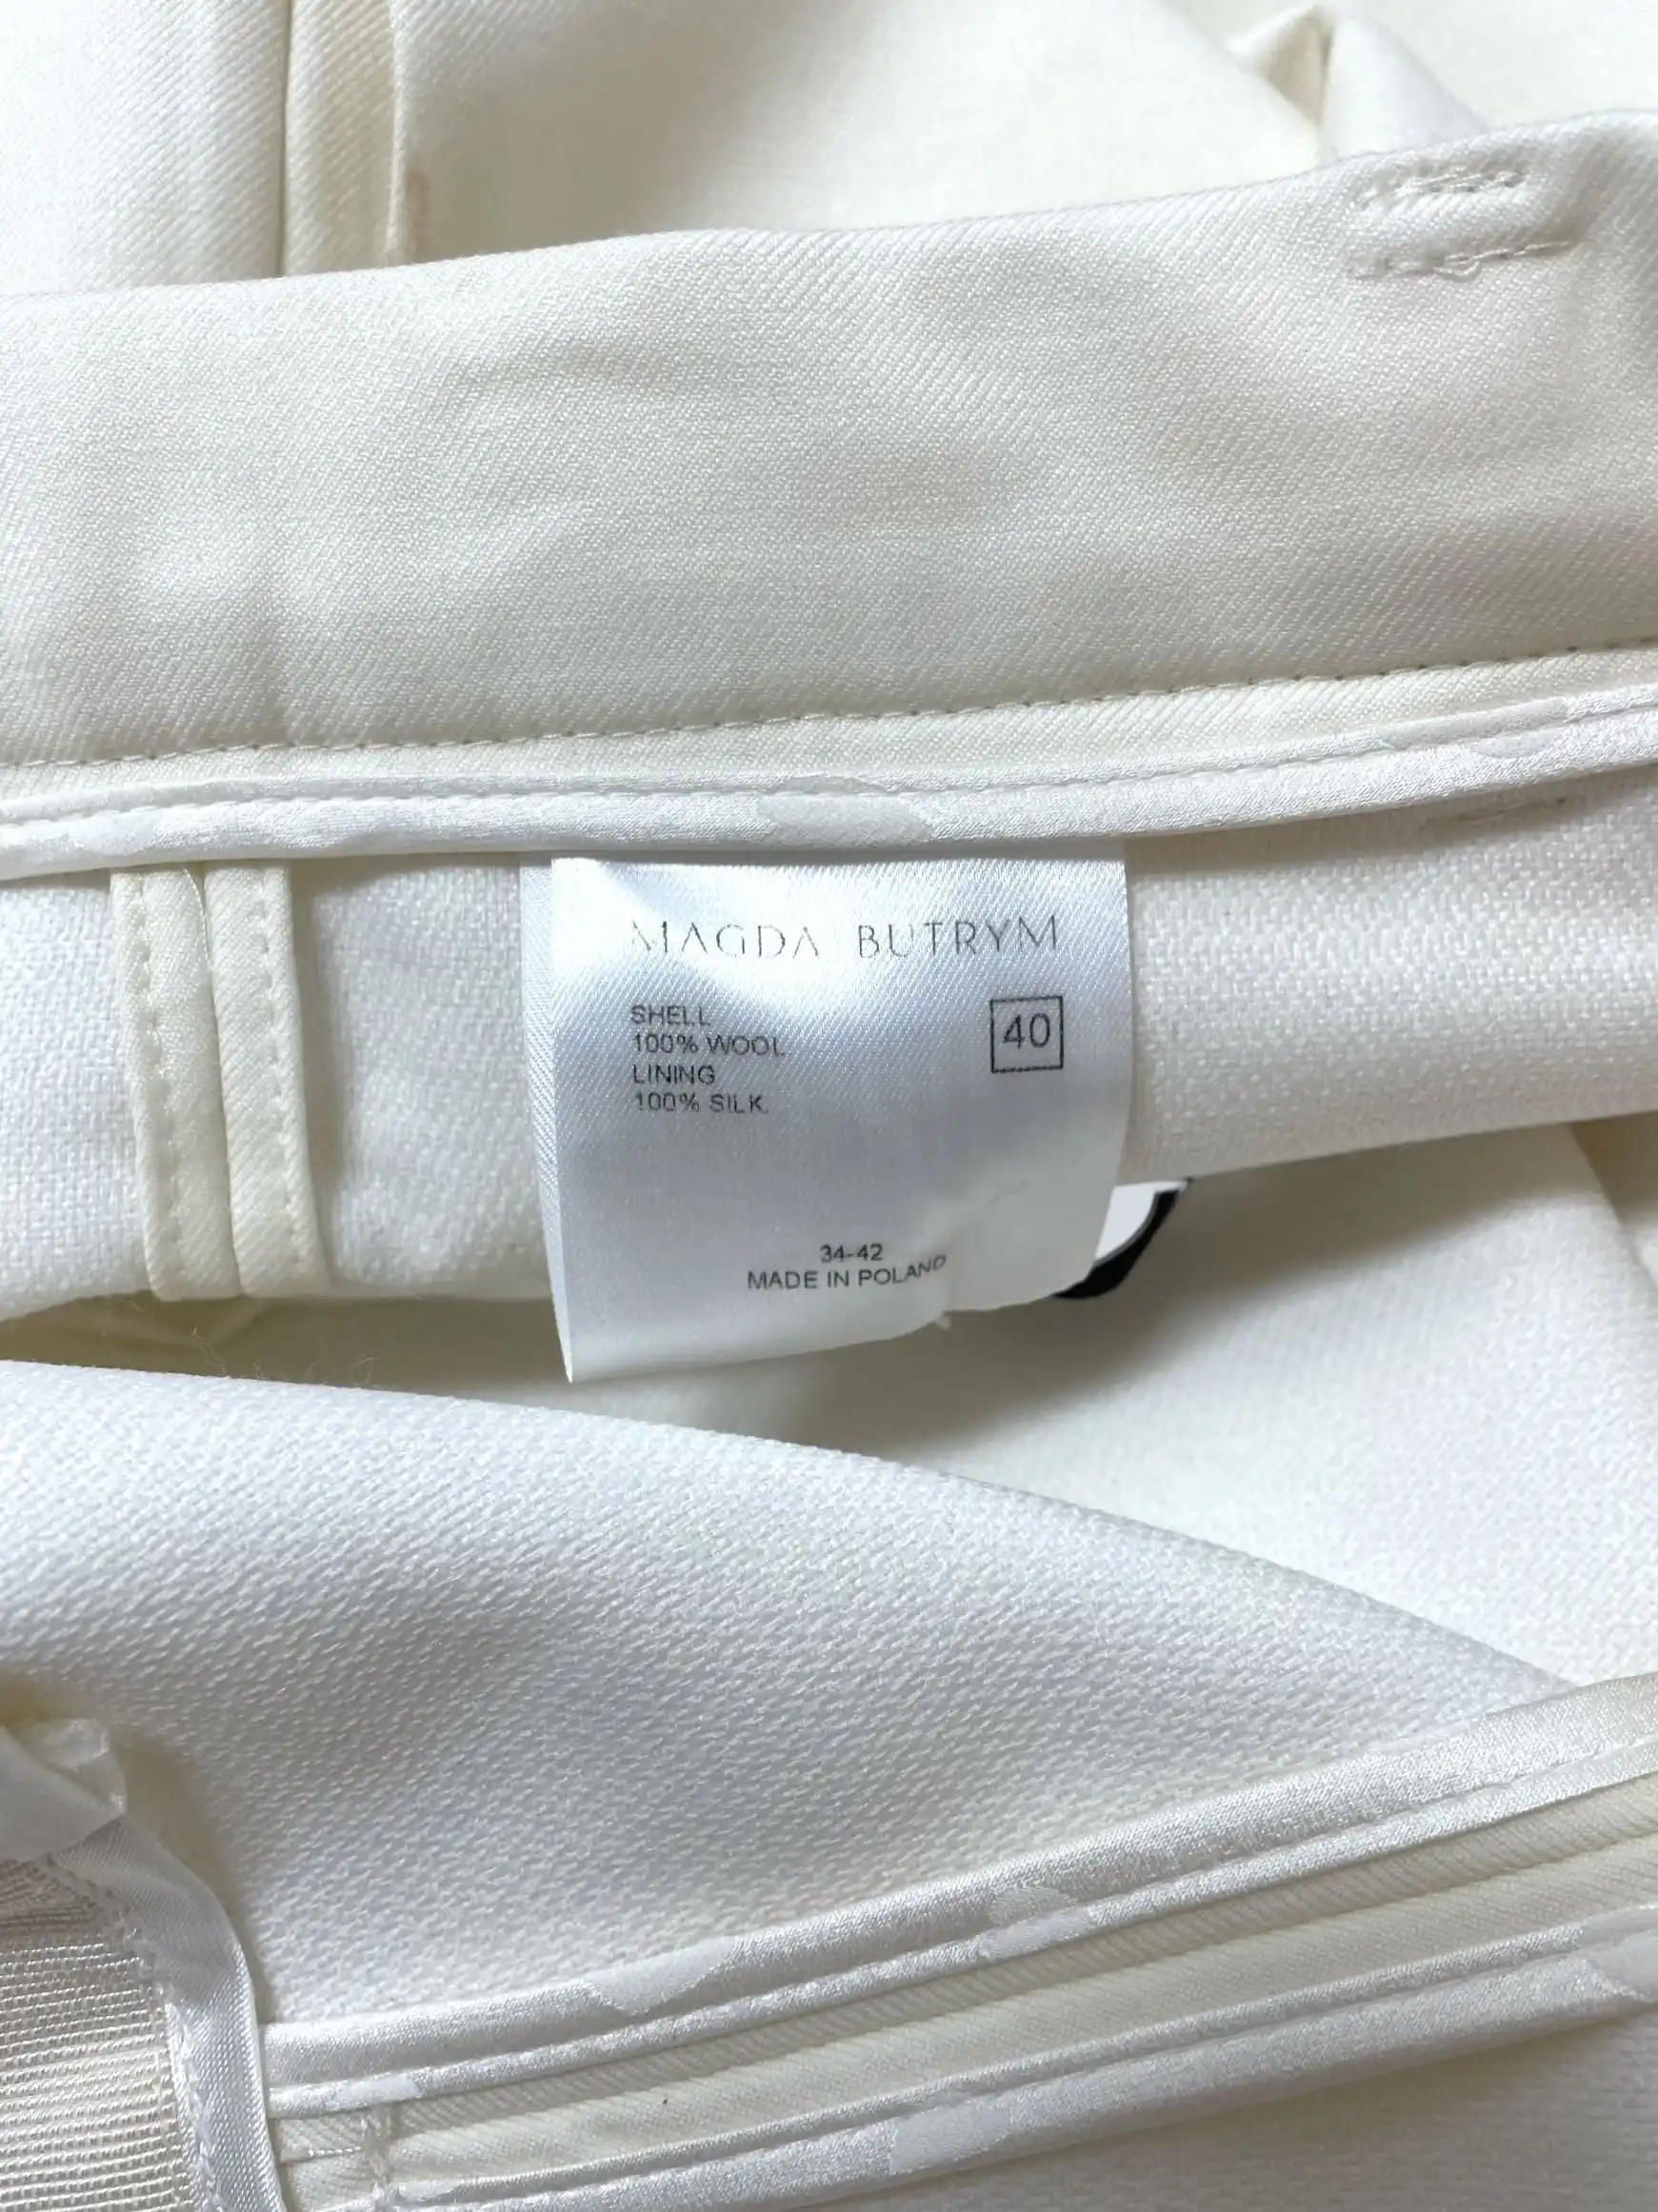 MAGDA BUTRYM
SHELL
100% WOOL
LINING
100% SILK
40
34-42
MADE IN POLAND